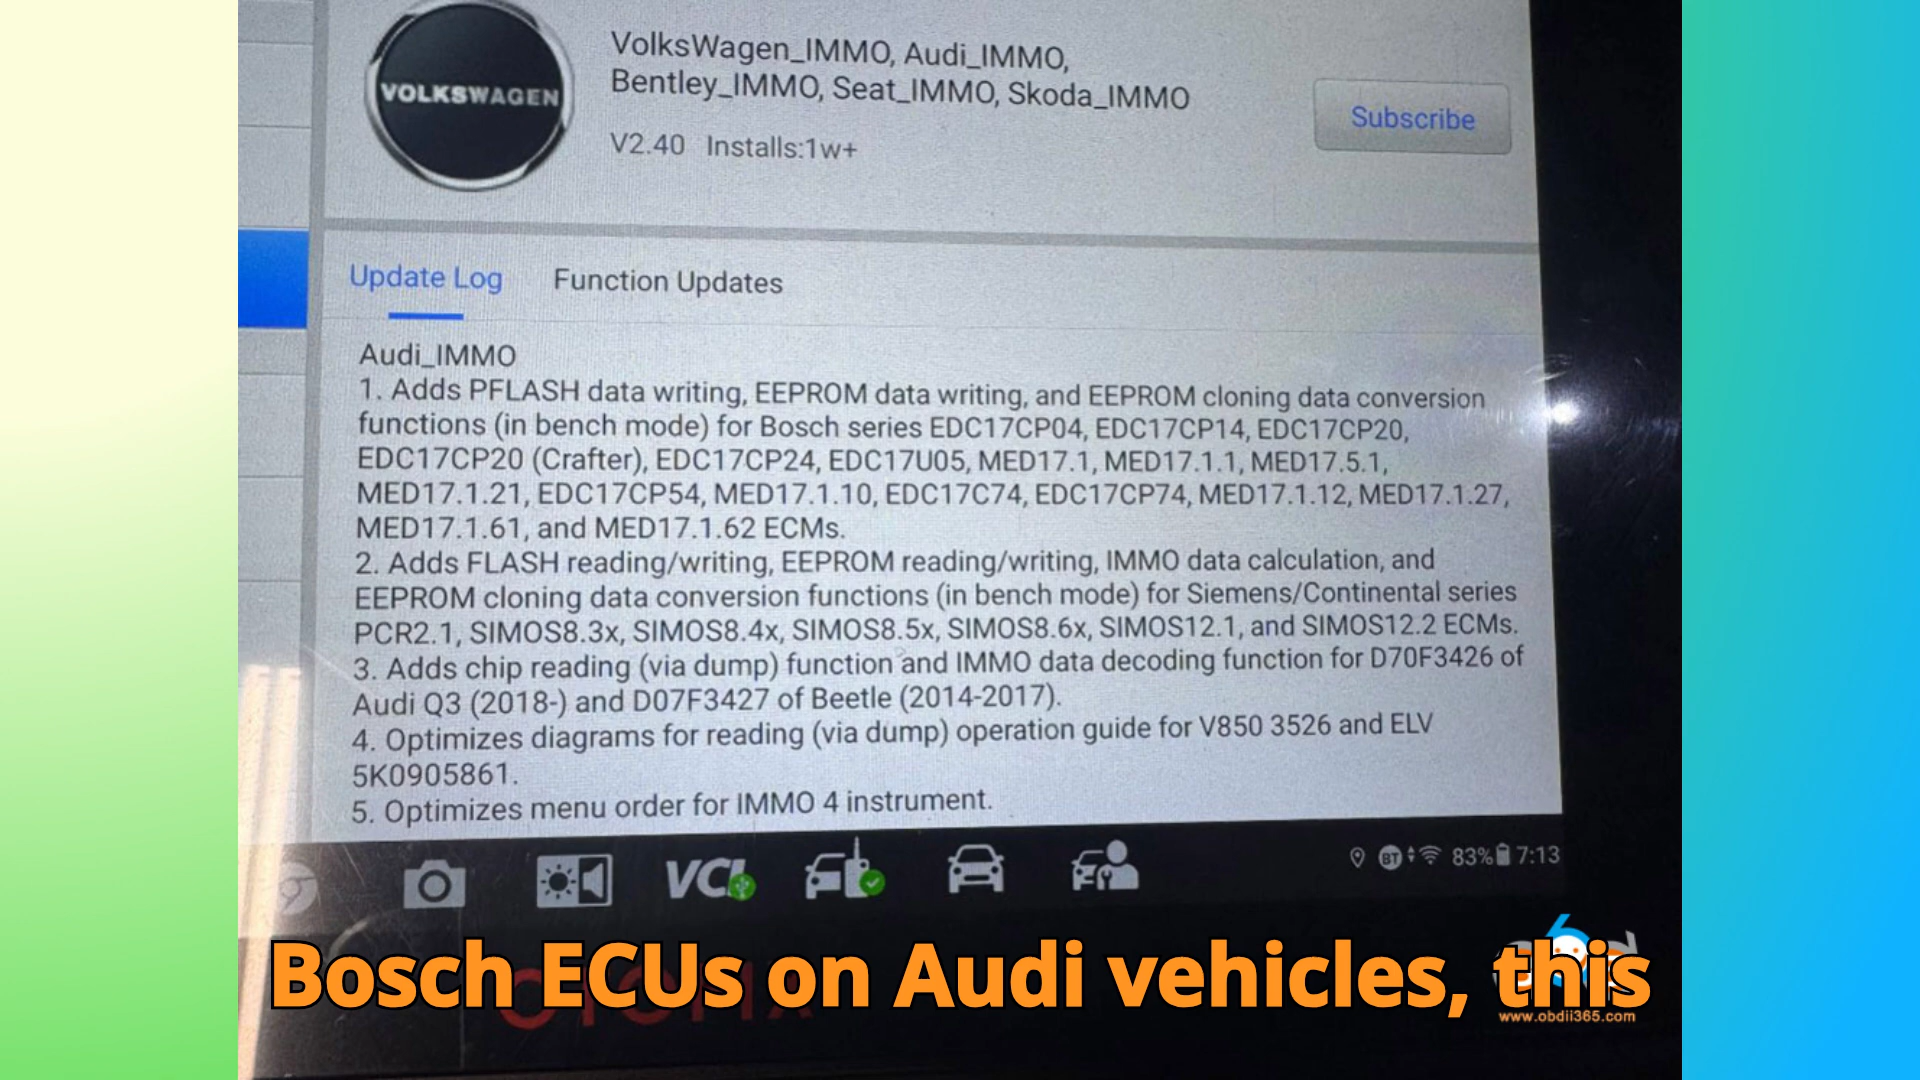 VOLKSWAGEN
VolksWagen_IMMO, Audi_IMMO,
Bentley_IMMO, Seat_IMMO, Skoda_IMMO
V2.40 Installs:1w+
Subscribe
Update Log Function Updates
Audi_IMMO
1. Adds PFLASH data writing, EEPROM data writing, and EEPROM cloning data conversion
functions (in bench mode) for Bosch series EDC17CP04, EDC17CP14, EDC17CP20,
EDC17CP20 (Crafter), EDC17CP24, EDC17U05, MED17.1, MED17.1.1, MED17.5.1,
MED17.1.21, EDC17CP54, MED17.1.10, EDC17C74, EDC17CP74, MED17.1.12, MED17.1.27,
MED17.1.61, and MED17.1.62 ECMs.
2. Adds FLASH reading/writing, EEPROM reading/writing, IMMO data calculation, and
EEPROM cloning data conversion functions (in bench mode) for Siemens/Continental series
PCR2.1, SIMOS8.3x, SIMOS8.4x, SIMOS8.5x, SIMOS8.6x, SIMOS12.1, and SIMOS12.2 ECMs.
3. Adds chip reading (via dump) function and IMMO data decoding function for D70F3426 of
Audi Q3 (2018-) and D07F3427 of Beetle (2014-2017).
4. Optimizes diagrams for reading (via dump) operation guide for V850 3526 and ELV
5K0905861.
5. Optimizes menu order for IMMO 4 instrument.
VCI
BT 83% 7:13
Bosch ECUs on Audi vehicles, this
www.obdii365.com